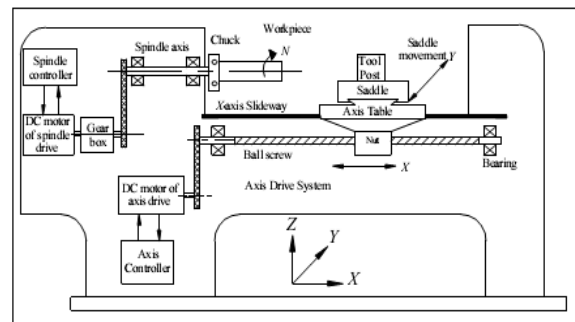 Spindle
controller
DC motor
of spindle
drive
Gear
box
Spindle axis
Chuck
Workpiece
N
Tool
Post
Saddle
movement
Y
Saddle
X-axis Slideway
Axis Table
Nut
Ball screw
X
Bearing
DC motor of
axis drive
Axis Drive System
Axis
Controller
Z
Y
X